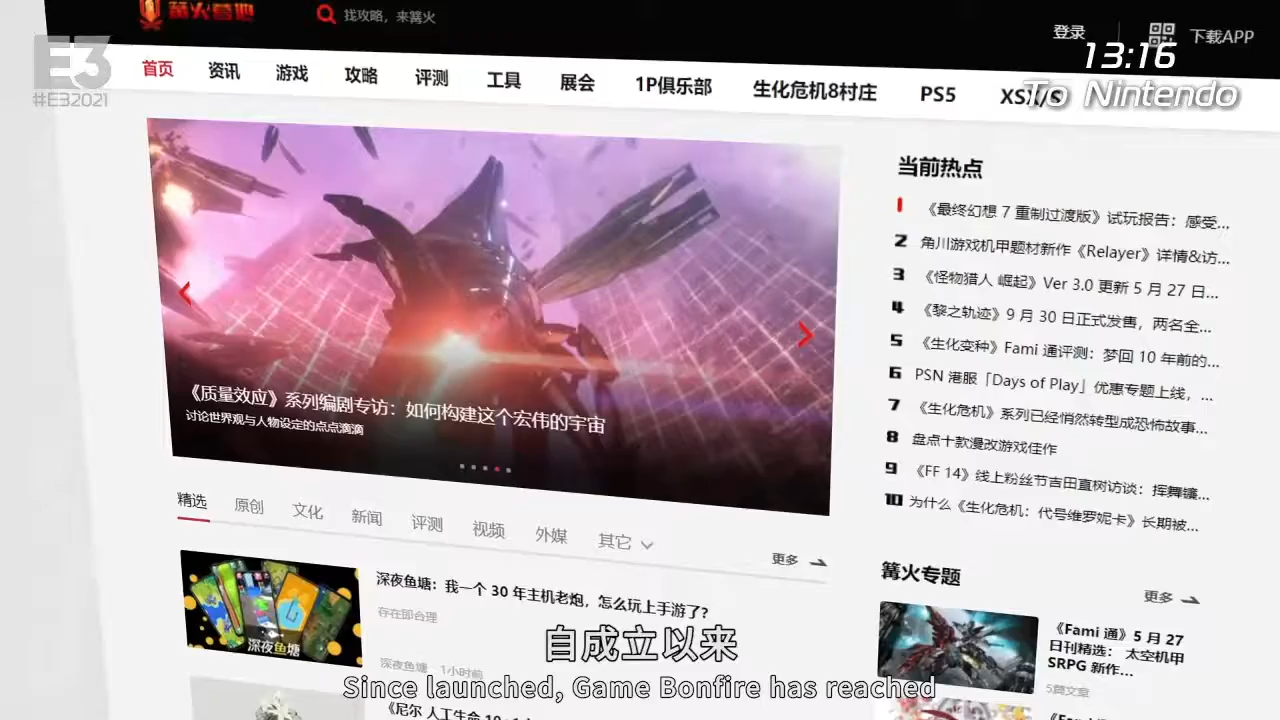 篝火营地
找攻略，来篝火
登录
下载APP
E3
#E32021
13:16
To Nintendo
首页 资讯 游戏 攻略 评测 工具 展会 1P俱乐部 生化危机8村庄 PS5 XSX/S
当前热点
1 《最终幻想 7 重制过渡版》试玩报告：感受...
2 角川游戏机甲题材新作《Relayer》详情&访...
3 《怪物猎人 崛起》Ver 3.0 更新 5 月 27 日...
4 《黎之轨迹》9 月 30 日正式发售，两名全...
5 《生化变种》Fami 通评测：梦回 10 年前的...
6 PSN 港服「Days of Play」优惠专题上线，...
7 《生化危机》系列已经悄然转型成恐怖故事...
8 盘点十款漫改游戏佳作
9 《FF 14》线上粉丝节吉田直树访谈：挥舞镰...
10 为什么《生化危机：代号维罗妮卡》长期被...
《质量效应》系列编剧专访：如何构建这个宏伟的宇宙
讨论世界观与人物设定的点点滴滴
精选 原创 文化 新闻 评测 视频 外媒 其它
更多
深夜鱼塘
深夜鱼塘：我一个 30 年主机老炮，怎么玩上手游了？
存在即合理
深夜鱼塘 1小时前
篝火专题
更多
《Fami 通》5 月 27
日刊精选： 太空机甲
SRPG 新作...
5篇文章
自成立以来
Since launched, Game Bonfire has reached